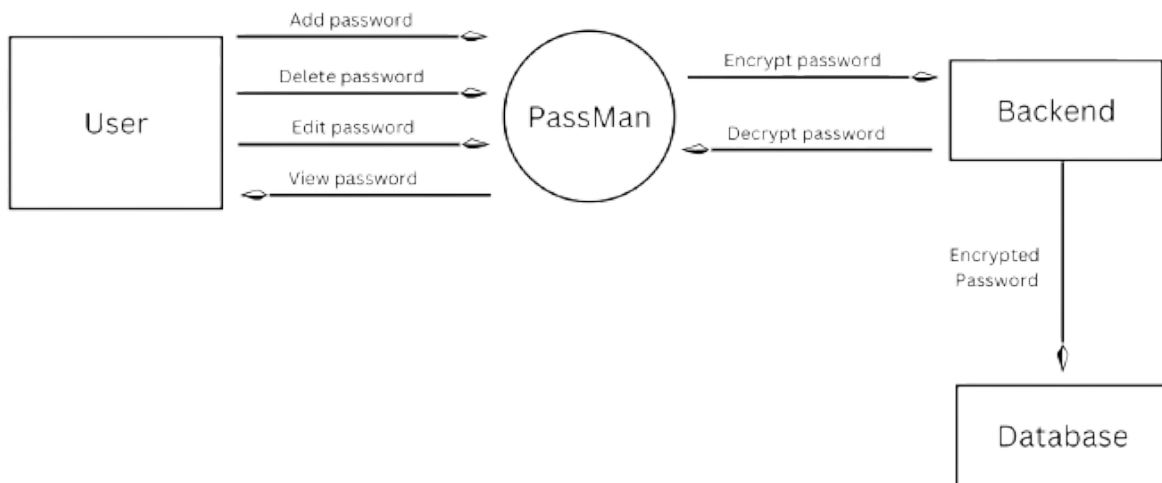 Add password
Delete password
User
Edit password
View password
PassMan
Encrypt password
Decrypt password
Backend
Encrypted
Password
Database